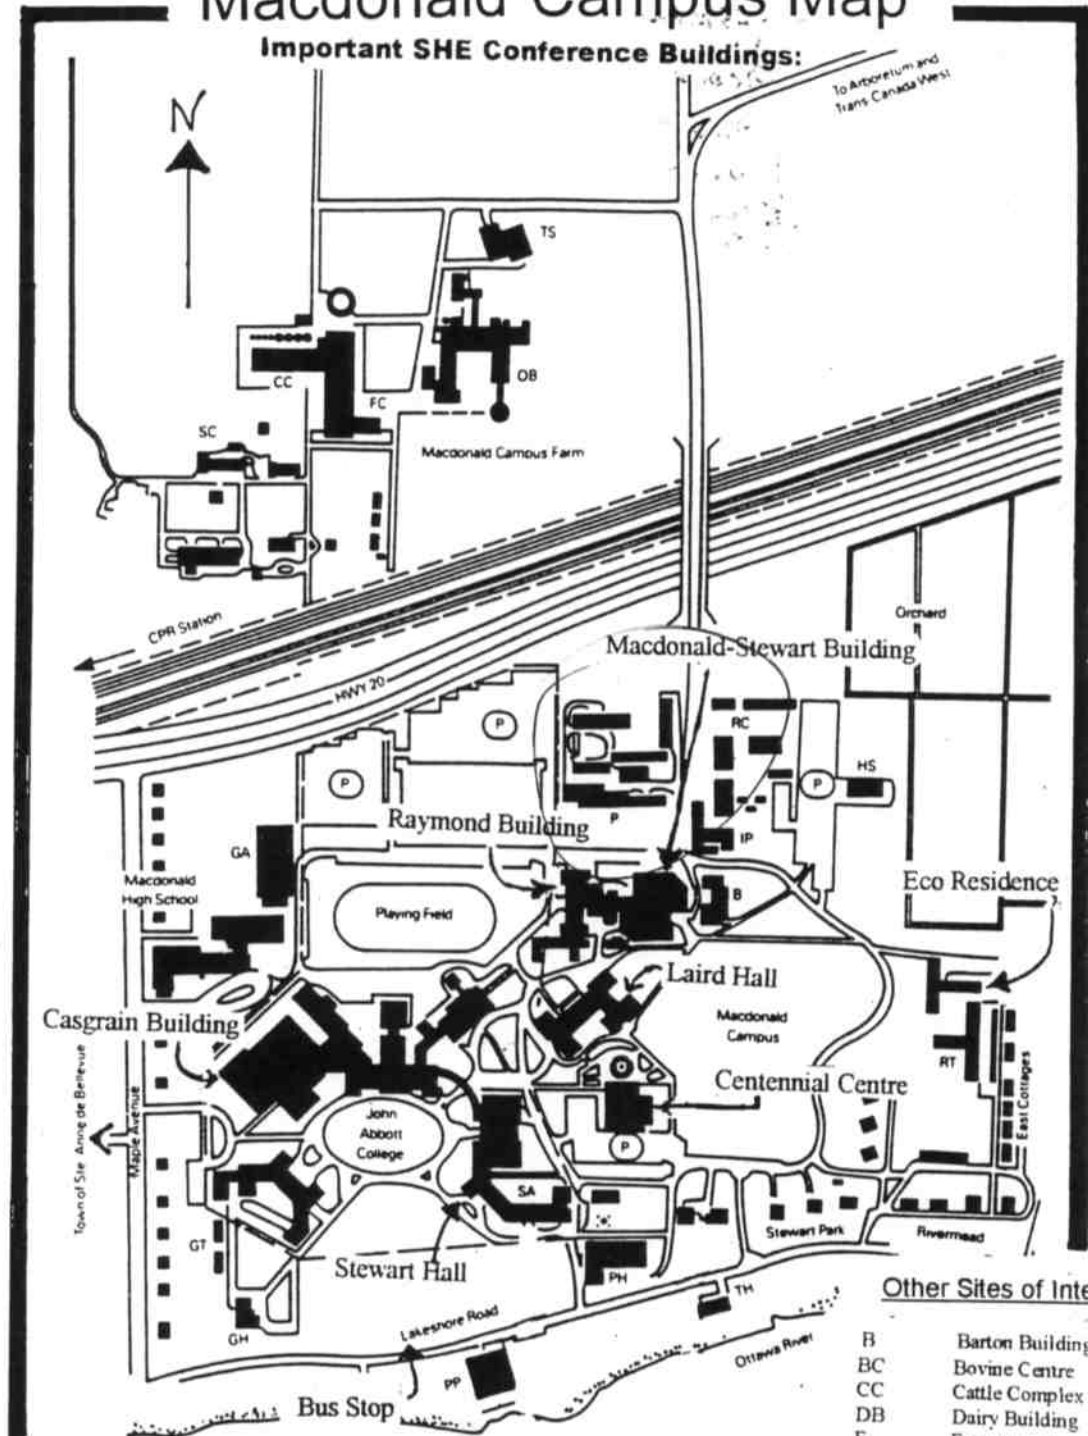 Macdonald Campus Map
Important SHE Conference Buildings:
To Arboretum and
Trans Canada West
N
TS
CC
OB
FC
SC
Macdonald Campus Farm
CPR Station
HWY 20
Orchard
Macdonald-Stewart Building
P
RC
P
HS
P
Raymond Building
P
IP
GA
Macdonald
High School
Playing Field
B
Eco Residence
Laird Hall
Casgrain Building
Macdonald
Campus
RT
Centennial Centre
East Cottages
Town of Ste Anne de Bellevue
Maple Avenue
John
Abbott
College
P
SA
Stewart Park
Rivermead
GT
Stewart Hall
PH
TH
Other Sites of Inte
GH
Lakeshore Road
Ottawa River
PP
Bus Stop
B Barton Building
BC Bovine Centre
CC Cattle Complex
DB Dairy Building